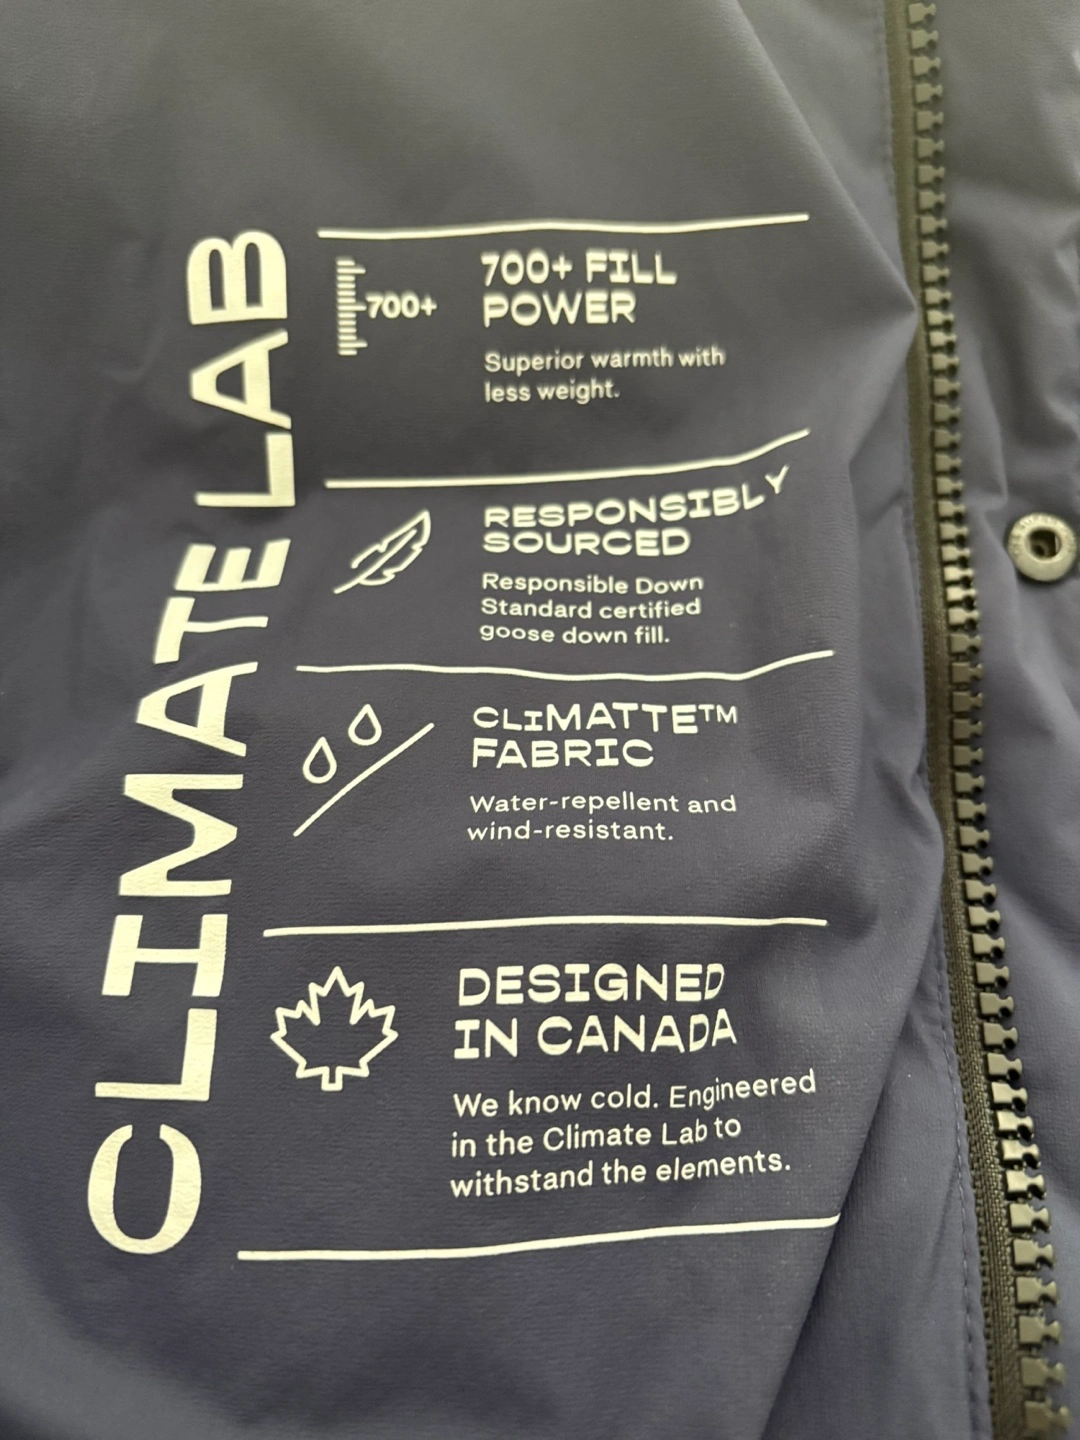 CLIMATE LAB
700+
700+ FILL
POWER
Superior warmth with
less weight.
RESPONSIBLY
SOURCED
Responsible Down
Standard certified
goose down fill.
CLIMATTE™
FABRIC
Water-repellent and
wind-resistant.
DESIGNED
IN CANADA
We know cold. Engineered
in the Climate Lab to
withstand the elements.